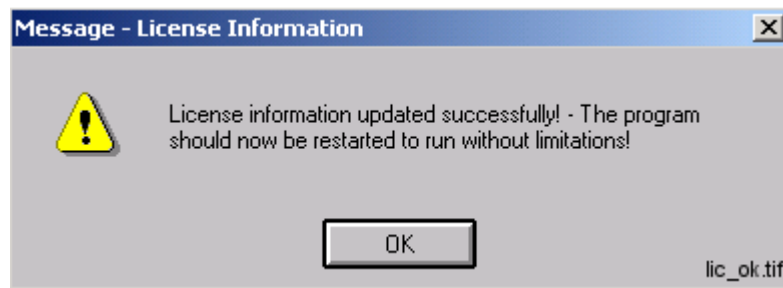 Message - License Information
License information updated successfully! - The program
should now be restarted to run without limitations!
OK
lic_ok.tif